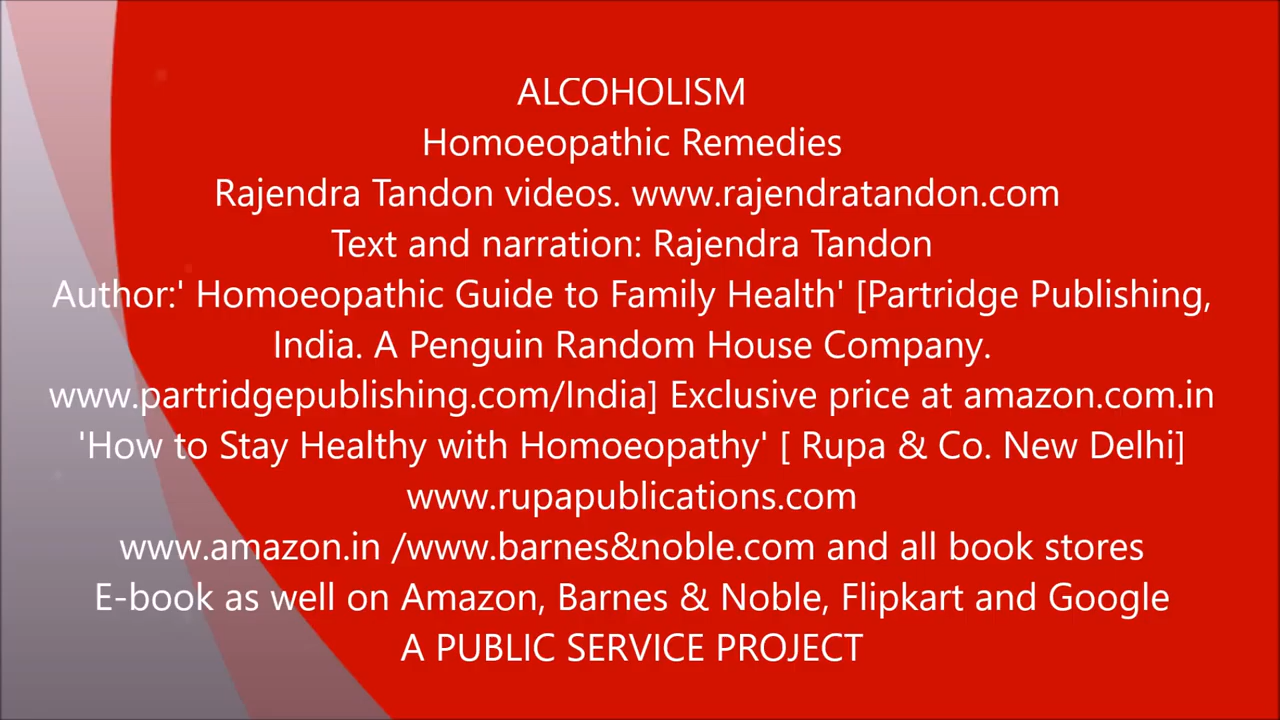 ALCOHOLISM
Homoeopathic Remedies
Rajendra Tandon videos. www.rajendratandon.com
Text and narration: Rajendra Tandon
Author:' Homoeopathic Guide to Family Health' [Partridge Publishing,
India. A Penguin Random House Company.
www.partridgepublishing.com/India] Exclusive price at amazon.com.in
'How to Stay Healthy with Homoeopathy' [ Rupa & Co. New Delhi]
www.rupapublications.com
www.amazon.in /www.barnes&noble.com and all book stores
E-book as well on Amazon, Barnes & Noble, Flipkart and Google
A PUBLIC SERVICE PROJECT